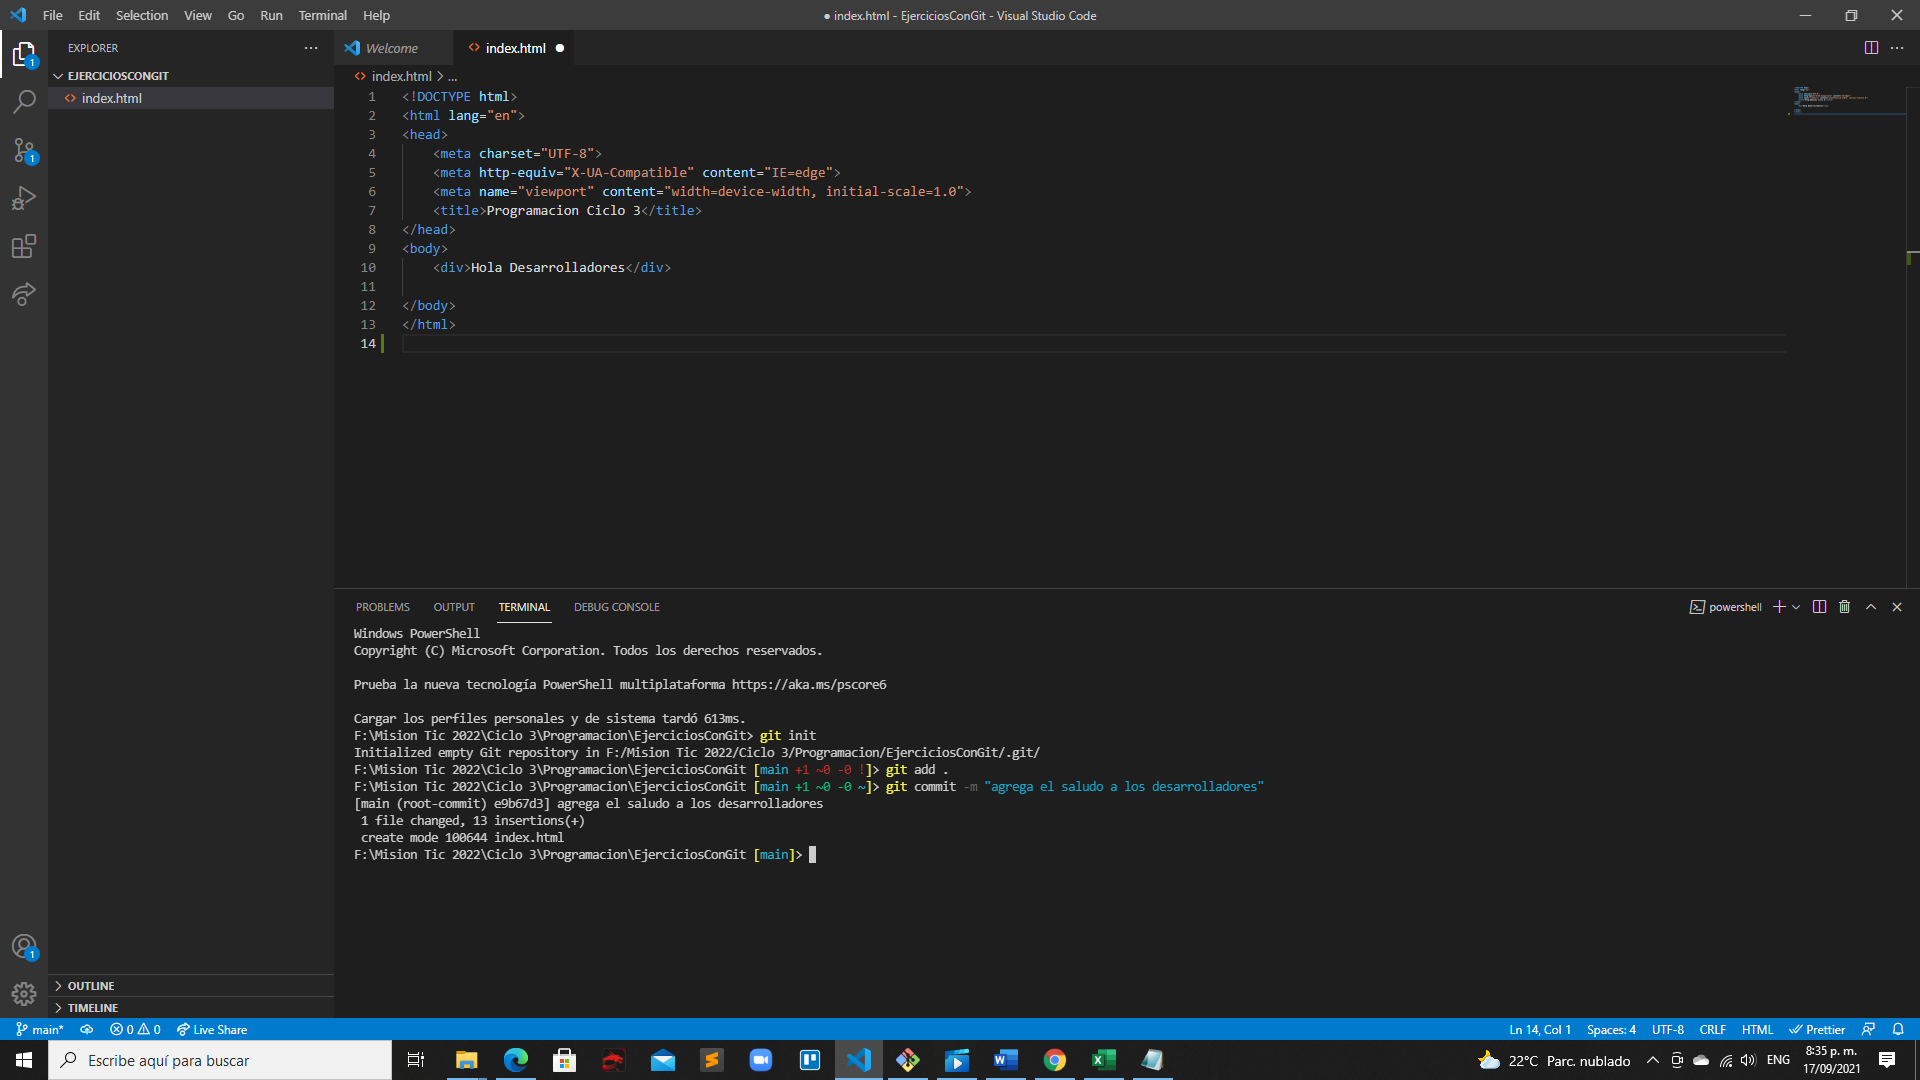 File Edit Selection View Go Run Terminal Help
● index.html - EjerciciosConGit - Visual Studio Code
EXPLORER
EJERCICIOSCONGIT
index.html
1
1
1
Welcome
index.html
index.html > ...
1 <!DOCTYPE html>
2 <html lang="en">
3 <head>
4 <meta charset="UTF-8">
5 <meta http-equiv="X-UA-Compatible" content="IE=edge">
6 <meta name="viewport" content="width=device-width, initial-scale=1.0">
7 <title>Programacion Ciclo 3</title>
8 </head>
9 <body>
10 <div>Hola Desarrolladores</div>
11
12 </body>
13 </html>
14
PROBLEMS OUTPUT TERMINAL DEBUG CONSOLE
powershell
Windows PowerShell
Copyright (C) Microsoft Corporation. Todos los derechos reservados.
Prueba la nueva tecnología PowerShell multiplataforma https://aka.ms/pscore6
Cargar los perfiles personales y de sistema tardó 613ms.
F:\Mision Tic 2022\Ciclo 3\Programacion\EjerciciosConGit> git init
Initialized empty Git repository in F:/Mision Tic 2022/Ciclo 3/Programacion/EjerciciosConGit/.git/
F:\Mision Tic 2022\Ciclo 3\Programacion\EjerciciosConGit [main +1 ~0 -0 !]> git add .
F:\Mision Tic 2022\Ciclo 3\Programacion\EjerciciosConGit [main +1 ~0 -0 ~]> git commit -m "agrega el saludo a los desarrolladores"
[main (root-commit) e9b67d3] agrega el saludo a los desarrolladores
1 file changed, 13 insertions(+)
create mode 100644 index.html
F:\Mision Tic 2022\Ciclo 3\Programacion\EjerciciosConGit [main]>
OUTLINE
TIMELINE
main* 0 0 Live Share
Ln 14, Col 1 Spaces: 4 UTF-8 CRLF HTML Prettier
Escribe aquí para buscar
22°C Parc. nublado
ENG
8:35 p. m.
17/09/2021